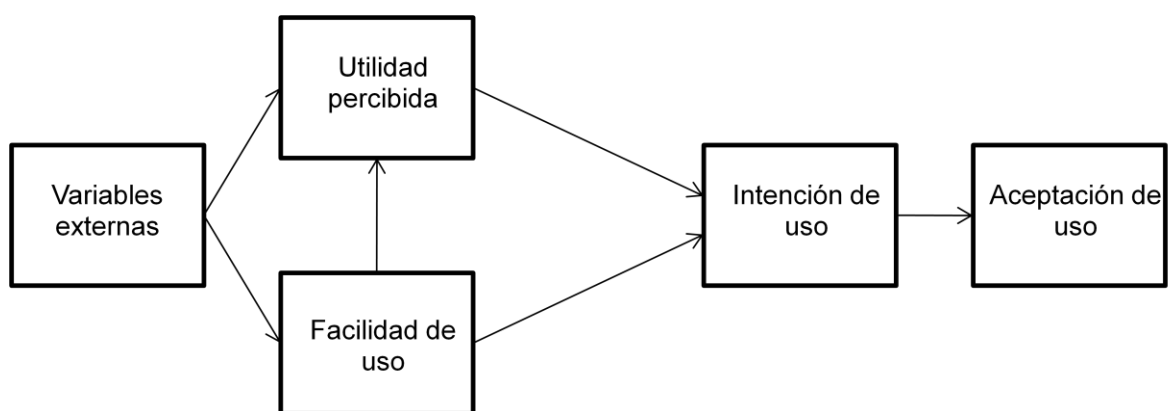 Utilidad
percibida
Variables
externas
Intención de
uso
Aceptación de
uso
Facilidad de
uso